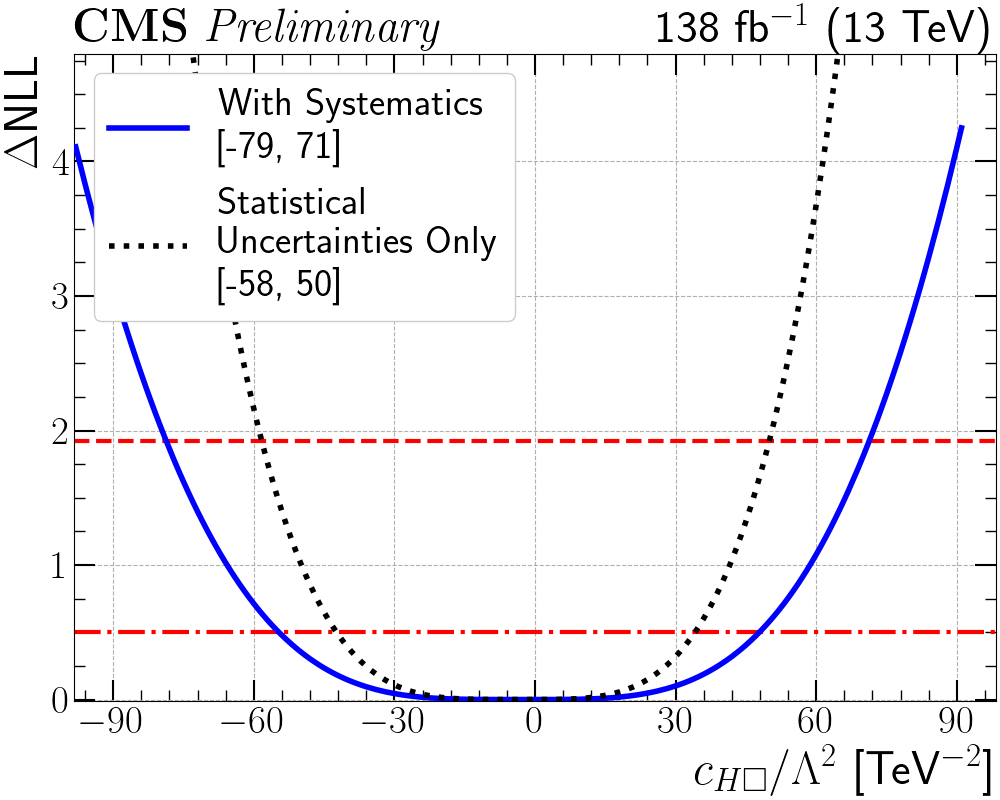 CMS Preliminary 138 fb⁻¹ (13 TeV)
ΔNLL
With Systematics
[-79, 71]
Statistical
Uncertainties Only
[-58, 50]
4
3
2
1
0
−90 −60 −30 0 30 60 90
c_{H□}/Λ² [TeV⁻²]